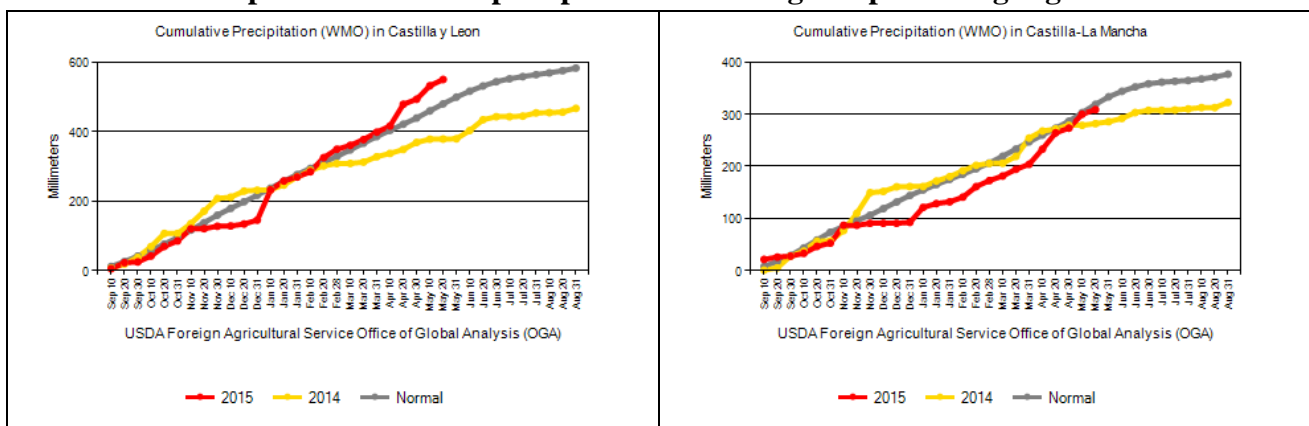 Cumulative Precipitation (WMO) in Castilla y Leon
600
400
200
0
Millimeters
Sep 10
Sep 20
Sep 30
Oct 10
Oct 20
Oct 31
Nov 10
Nov 20
Nov 30
Dec 10
Dec 20
Dec 31
Jan 10
Jan 20
Jan 31
Feb 10
Feb 20
Feb 28
Mar 10
Mar 20
Mar 31
Apr 10
Apr 20
Apr 30
May 10
May 20
May 31
Jun 10
Jun 20
Jun 30
Jul 10
Jul 20
Jul 31
Aug 10
Aug 20
Aug 31
USDA Foreign Agricultural Service Office of Global Analysis (OGA)
2015 2014 Normal
Cumulative Precipitation (WMO) in Castilla-La Mancha
400
300
200
100
0
Millimeters
Sep 10
Sep 20
Sep 30
Oct 10
Oct 20
Oct 31
Nov 10
Nov 20
Nov 30
Dec 10
Dec 20
Dec 31
Jan 10
Jan 20
Jan 31
Feb 10
Feb 20
Feb 28
Mar 10
Mar 20
Mar 31
Apr 10
Apr 20
Apr 30
May 10
May 20
May 31
Jun 10
Jun 20
Jun 30
Jul 10
Jul 20
Jul 31
Aug 10
Aug 20
Aug 31
USDA Foreign Agricultural Service Office of Global Analysis (OGA)
2015 2014 Normal